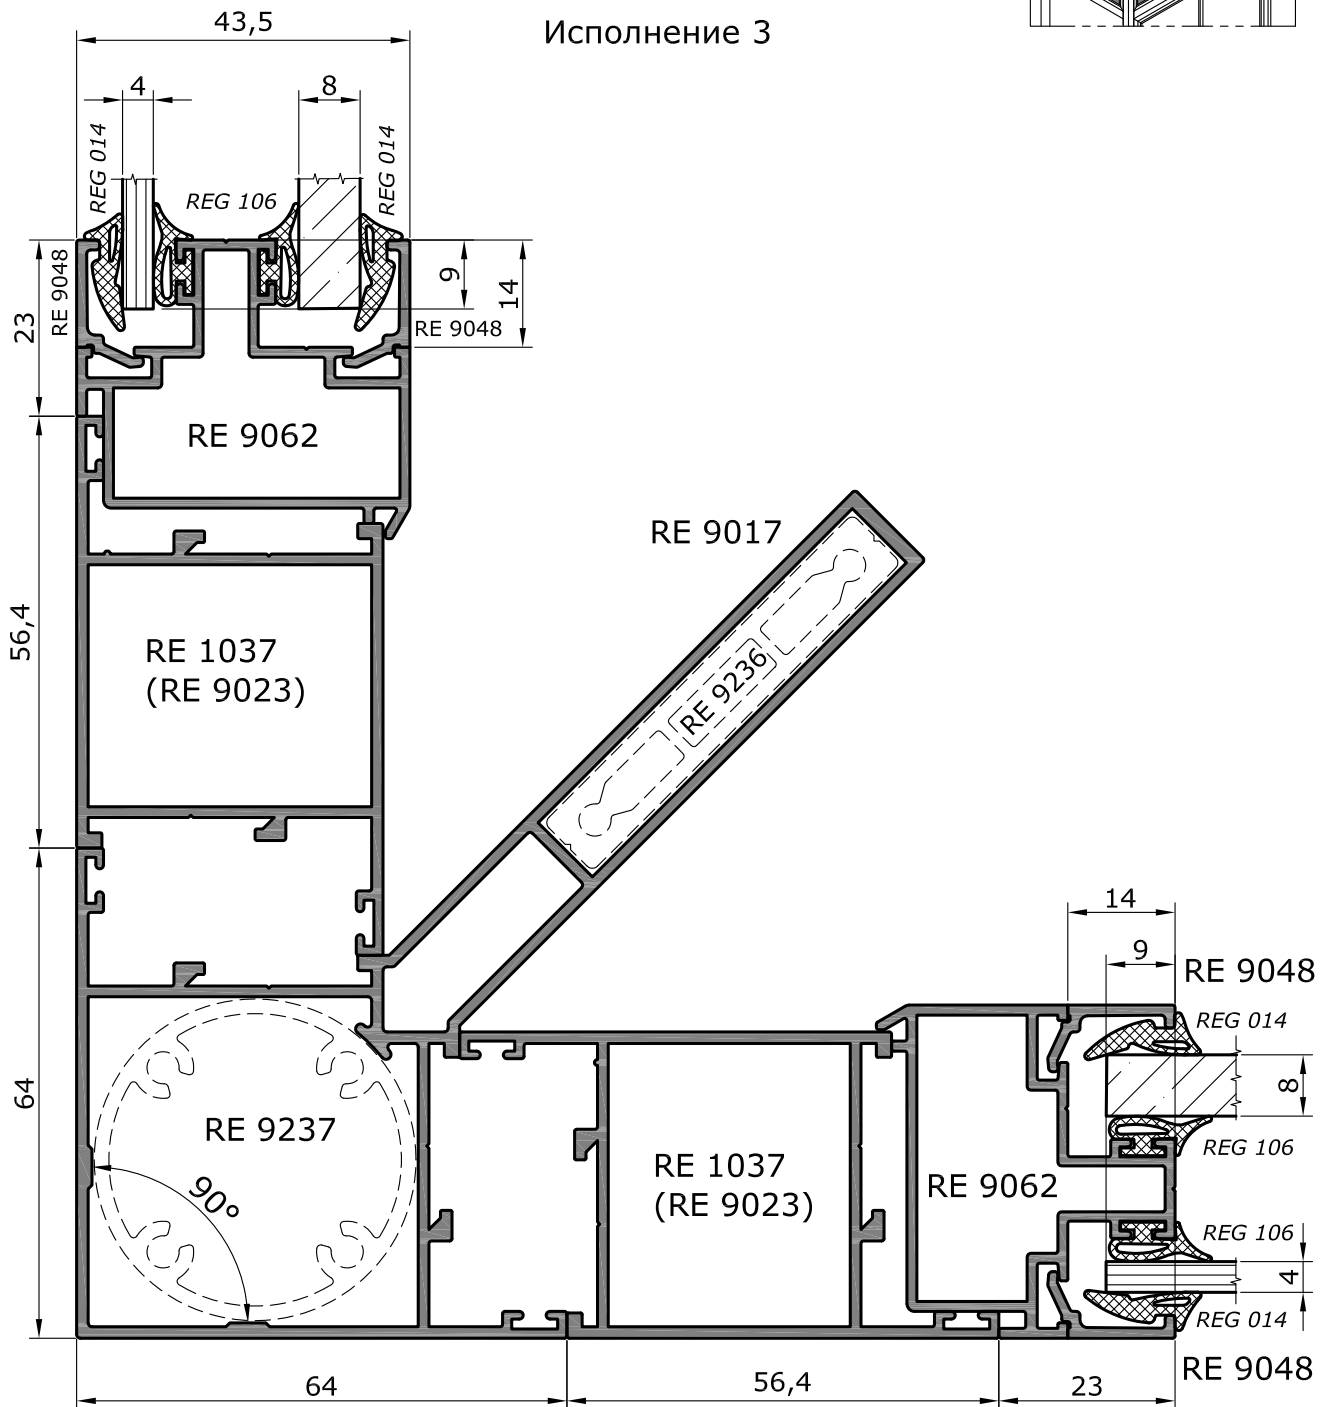 43,5
Исполнение 3
4
8
REG 014
REG 106
REG 014
RE 9048
9
14
23
RE 9048
RE 9062
RE 9017
56,4
RE 1037
(RE 9023)
RE 9236
14
9
RE 9048
REG 014
64
8
RE 9237
REG 106
RE 1037
(RE 9023)
RE 9062
90°
REG 106
4
REG 014
RE 9048
64
56,4
23